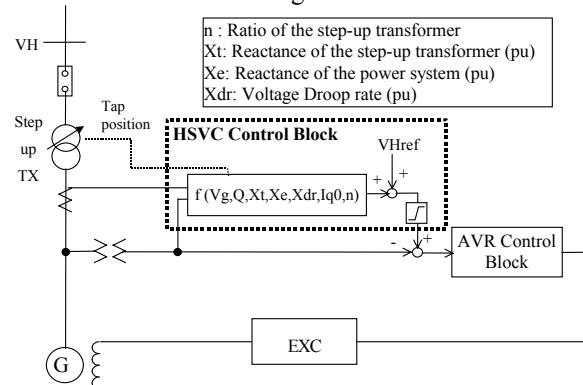 n : Ratio of the step-up transformer
Xt: Reactance of the step-up transformer (pu)
Xe: Reactance of the power system (pu)
Xdr: Voltage Droop rate (pu)
VH
Tap
position
Step
up
TX
HSVC Control Block
VHref
f (Vg,Q,Xt,Xe,Xdr,Iq0,n)
+
+
-
+
AVR Control
Block
EXC
G